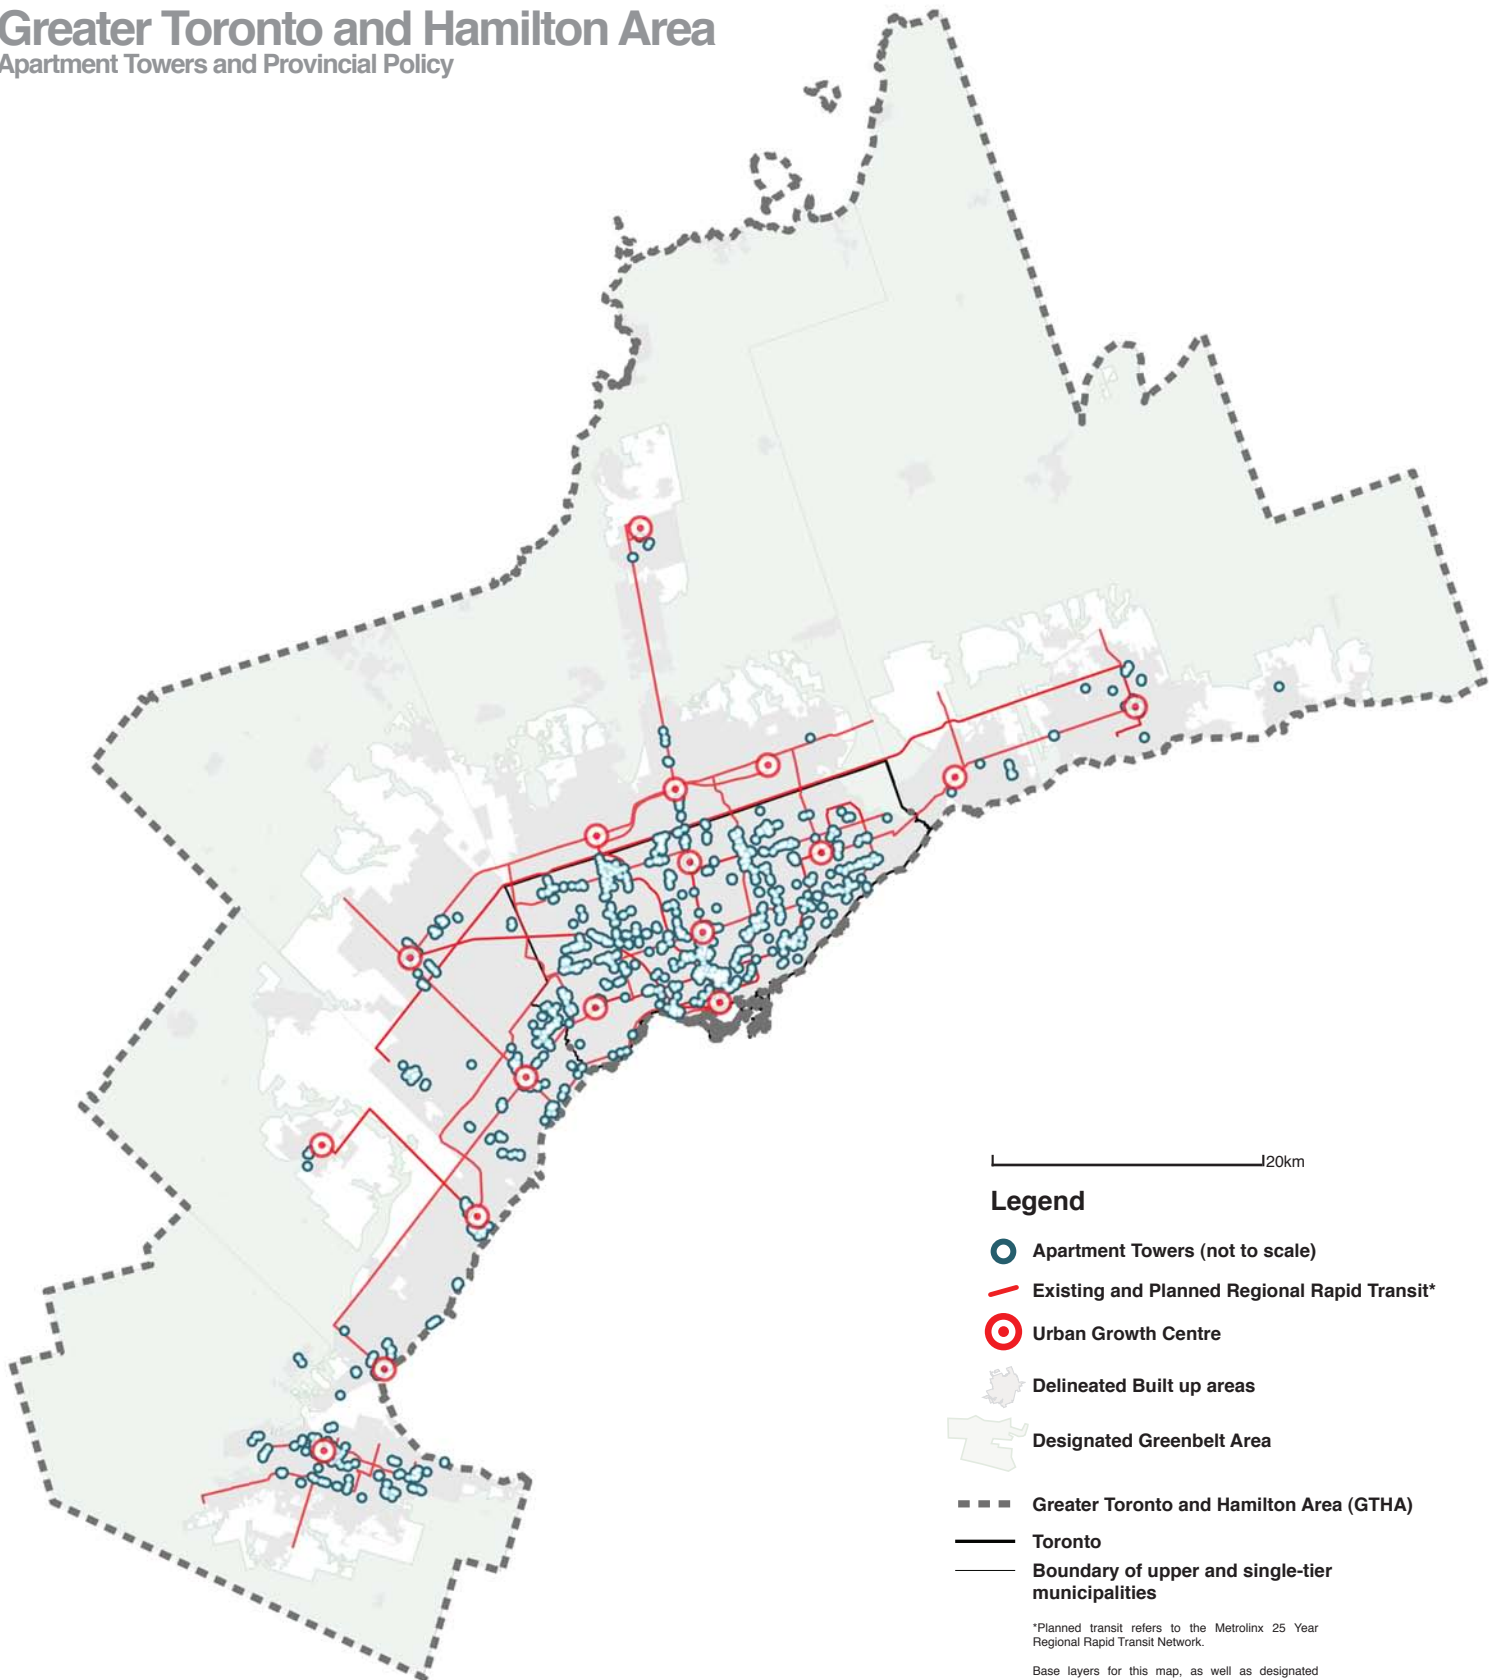 Greater Toronto and Hamilton Area
Apartment Towers and Provincial Policy
20km
Legend
Apartment Towers (not to scale)
Existing and Planned Regional Rapid Transit*
Urban Growth Centre
Delineated Built up areas
Designated Greenbelt Area
Greater Toronto and Hamilton Area (GTHA)
Toronto
Boundary of upper and single-tier
municipalities
*Planned transit refers to the Metrolinx 25 Year
Regional Rapid Transit Network.
Base layers for this map, as well as designated